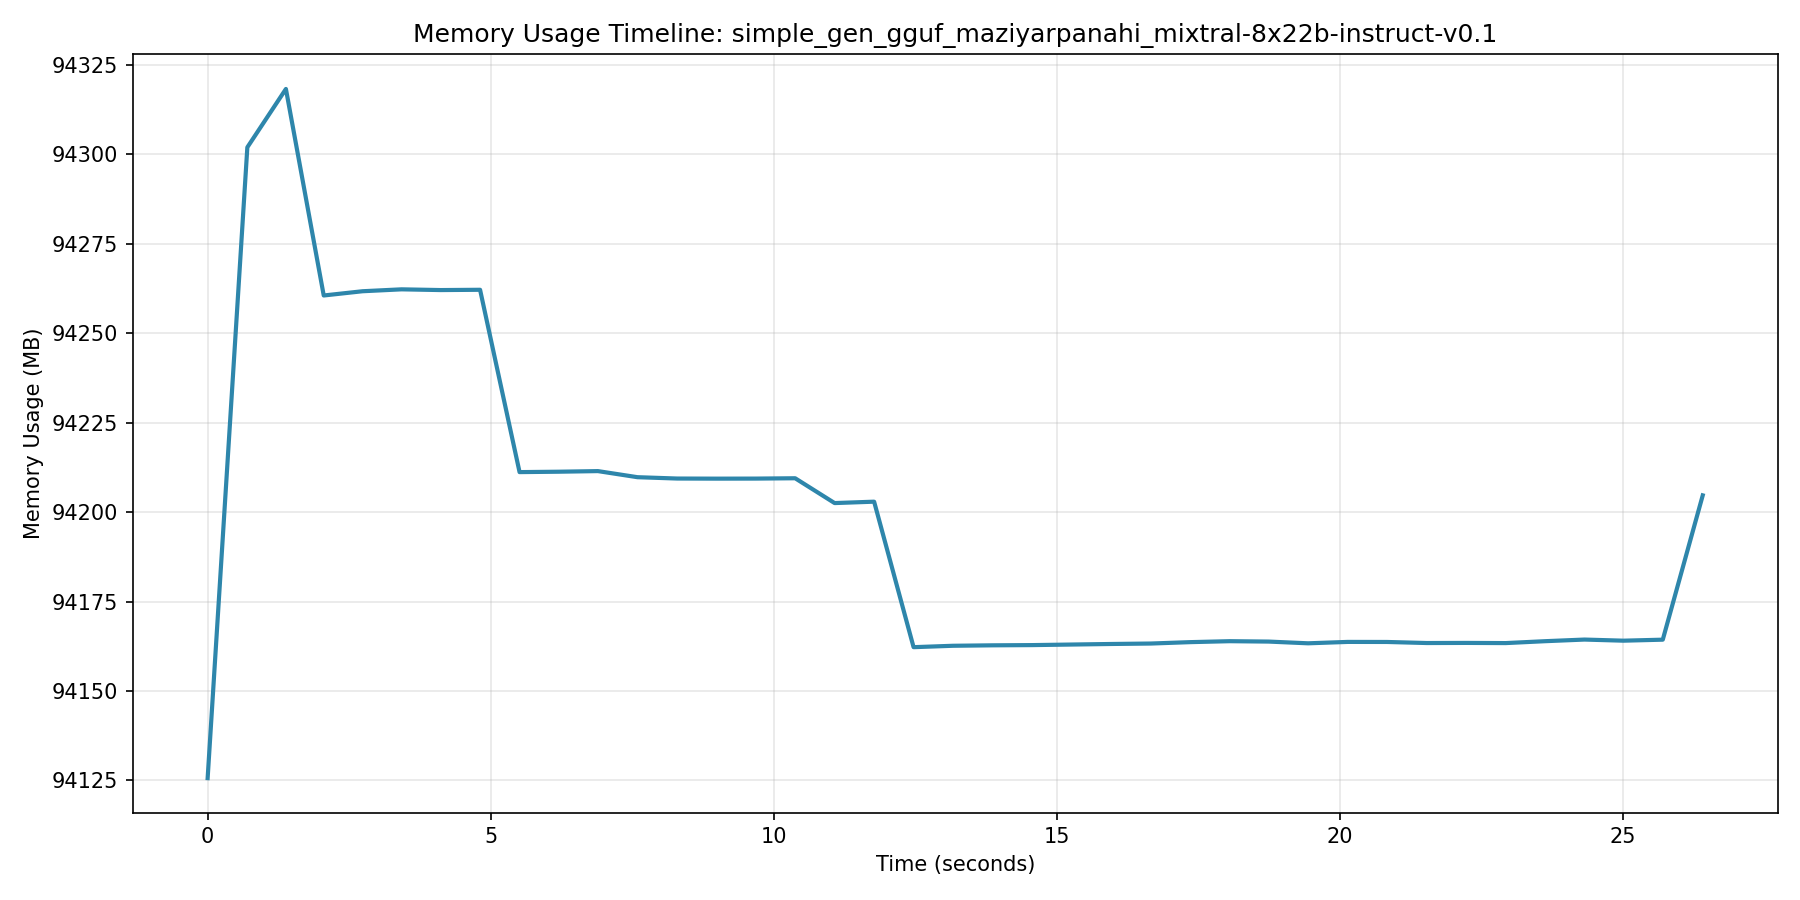 Memory Usage Timeline: simple_gen_gguf_maziyarpanahi_mixtral-8x22b-instruct-v0.1
Memory Usage (MB)
94325
94300
94275
94250
94225
94200
94175
94150
94125
0 5 10 15 20 25
Time (seconds)